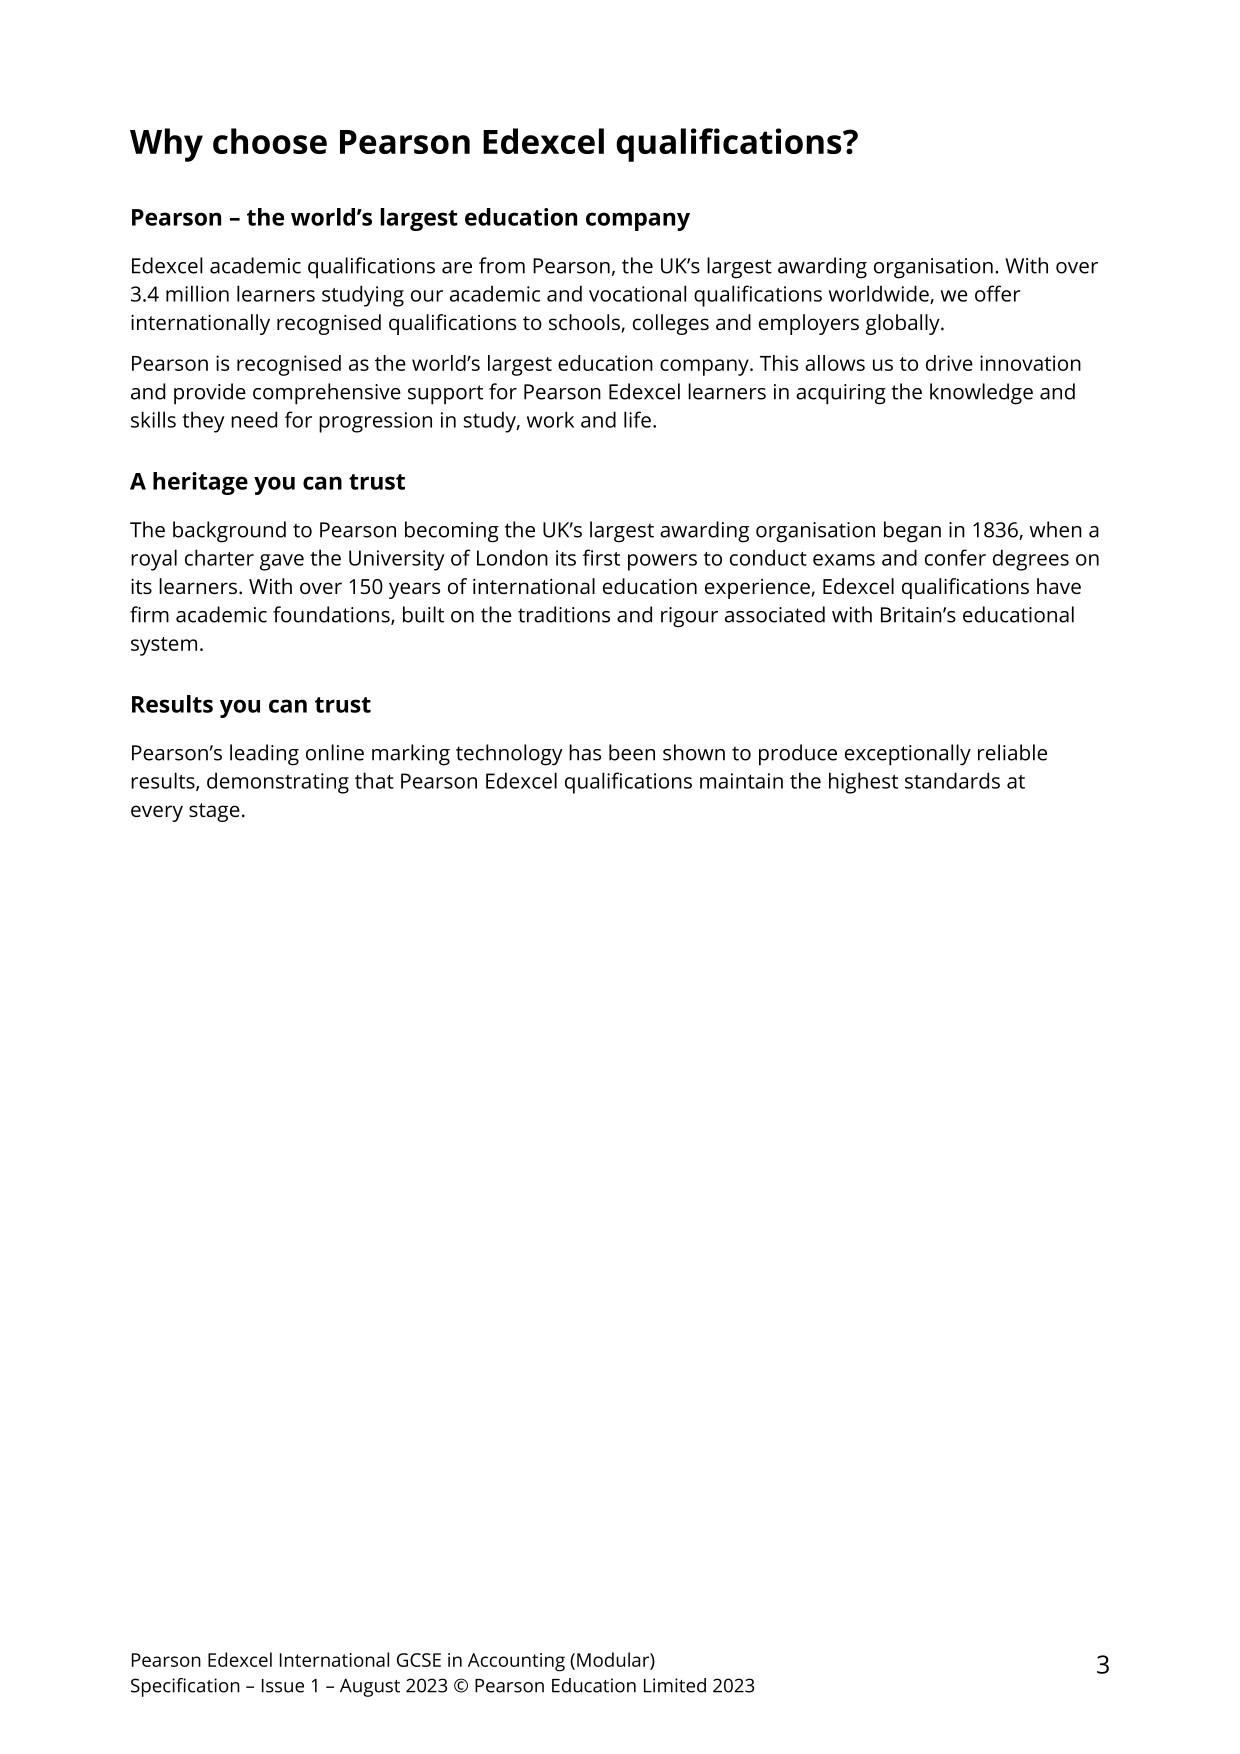 Why choose Pearson Edexcel qualifications?
Pearson – the world’s largest education company
Edexcel academic qualifications are from Pearson, the UK’s largest awarding organisation. With over
3.4 million learners studying our academic and vocational qualifications worldwide, we offer
internationally recognised qualifications to schools, colleges and employers globally.
Pearson is recognised as the world’s largest education company. This allows us to drive innovation
and provide comprehensive support for Pearson Edexcel learners in acquiring the knowledge and
skills they need for progression in study, work and life.
A heritage you can trust
The background to Pearson becoming the UK’s largest awarding organisation began in 1836, when a
royal charter gave the University of London its first powers to conduct exams and confer degrees on
its learners. With over 150 years of international education experience, Edexcel qualifications have
firm academic foundations, built on the traditions and rigour associated with Britain’s educational
system.
Results you can trust
Pearson’s leading online marking technology has been shown to produce exceptionally reliable
results, demonstrating that Pearson Edexcel qualifications maintain the highest standards at
every stage.
Pearson Edexcel International GCSE in Accounting (Modular)
Specification – Issue 1 – August 2023 © Pearson Education Limited 2023
3